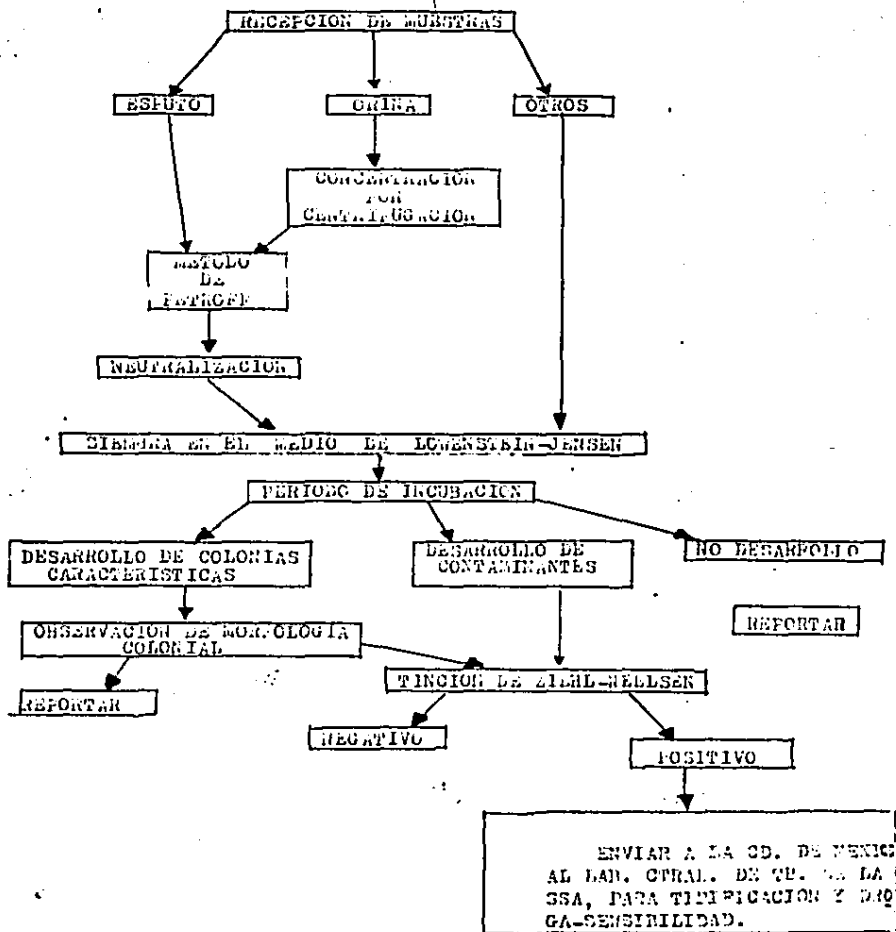 RECEPCION DE MUESTRAS
ESPUTO
ORINA
OTROS
CONCENTRACION
POR
CENTRIFUGACION
METODO
DE
PETROFF
NEUTRALIZACION
SIEMBRA EN EL MEDIO DE LOWENSTEIN-JENSEN
PERIODO DE INCUBACION
DESARROLLO DE COLONIAS
CARACTERISTICAS
DESARROLLO DE
CONTAMINANTES
NO DESARROLLO
OBSERVACION DE MORFOLOGIA
COLONIAL
REPORTAR
REPORTAR
TINCION DE ZIEHL-NEELSEN
NEGATIVO
POSITIVO
ENVIAR A LA CD. DE MEXIC
AL LAB. CTRAL. DE TB. DE LA
SSA, PARA TIPIFICACION Y DRO
GA-SENSIBILIDAD.